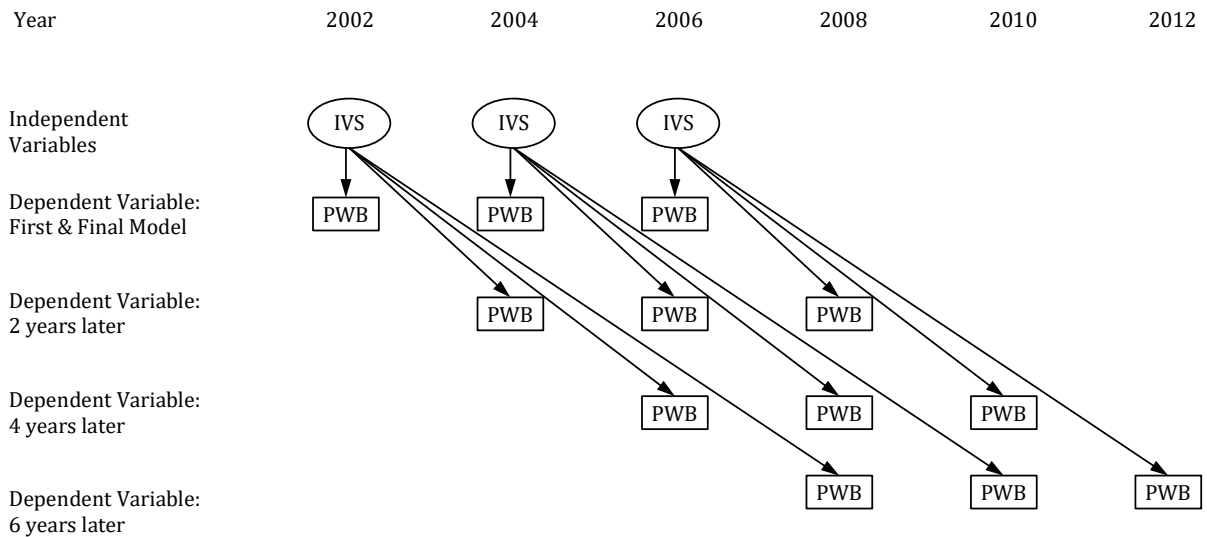 Year 2002 2004 2006 2008 2010 2012
Independent IVS IVS IVS
Variables
Dependent Variable: PWB PWB PWB
First & Final Model
Dependent Variable: PWB PWB PWB
2 years later
Dependent Variable: PWB PWB PWB
4 years later
Dependent Variable: PWB PWB PWB
6 years later